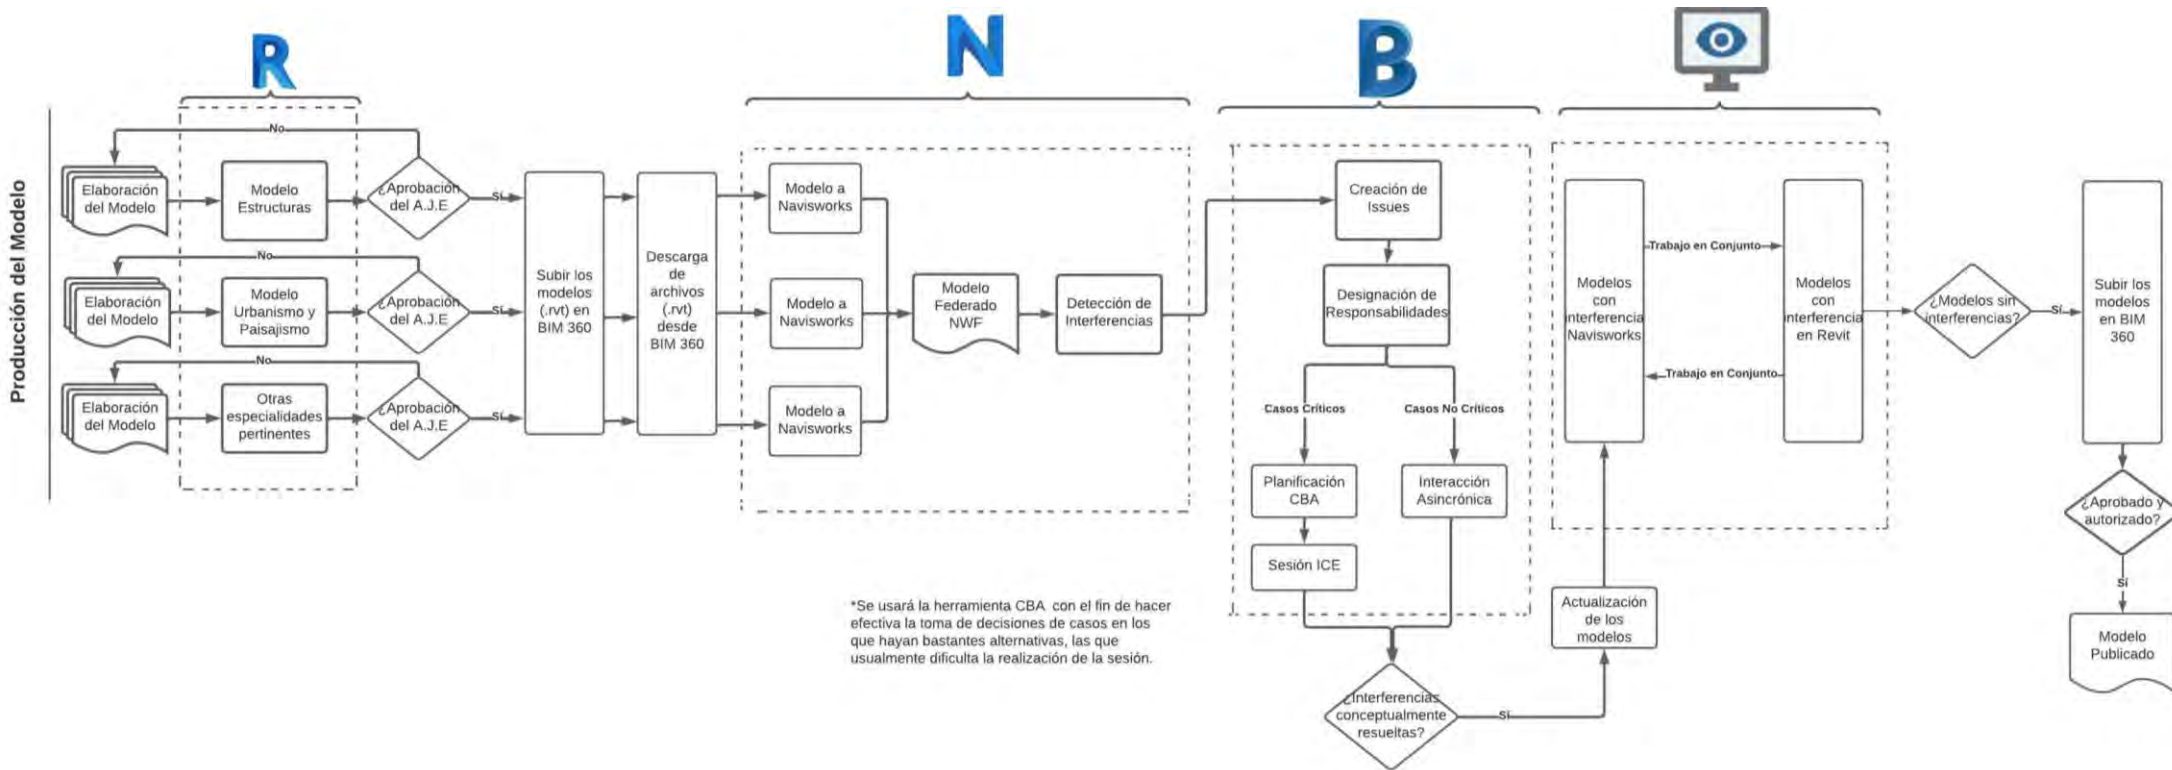 R
N
B
Producción del Modelo
No
Elaboración
del Modelo
Modelo
Estructuras
¿Aprobación
del A.J.E
Sí
No
Elaboración
del Modelo
Modelo
Urbanismo y
Paisajismo
¿Aprobación
del A.J.E
Sí
No
Elaboración
del Modelo
Otras
especialidades
pertinentes
¿Aprobación
del A.J.E
Sí
Subir los
modelos
(.rvt) en
BIM 360
Descarga
de
archivos
(.rvt)
desde
BIM 360
Modelo a
Navisworks
Modelo a
Navisworks
Modelo a
Navisworks
Modelo
Federado
NWF
Detección de
Interferencias
Creación de
Issues
Designación de
Responsabilidades
Casos Críticos
Casos No Críticos
Planificación
CBA
Interacción
Asincrónica
Sesión ICE
*Se usará la herramienta CBA con el fin de hacer
efectiva la toma de decisiones de casos en los
que hayan bastantes alternativas, las que
usualmente dificulta la realización de la sesión.
¿Interferencias
conceptualmente
resueltas?
Sí
Actualización
de los
modelos
Modelos
con
interferencia
Navisworks
Trabajo en Conjunto
Trabajo en Conjunto
Modelos
con
interferencia
en Revit
¿Modelos sin
interferencias?
Sí
Subir los
modelos
en BIM
360
¿Aprobado y
autorizado?
Sí
Modelo
Publicado